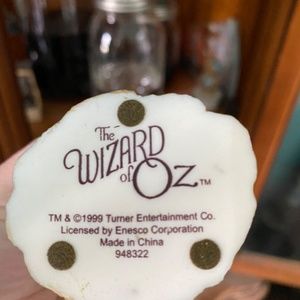 The
WIZARD
of OZ™
TM & ©1999 Turner Entertainment Co.
Licensed by Enesco Corporation
Made in China
948322